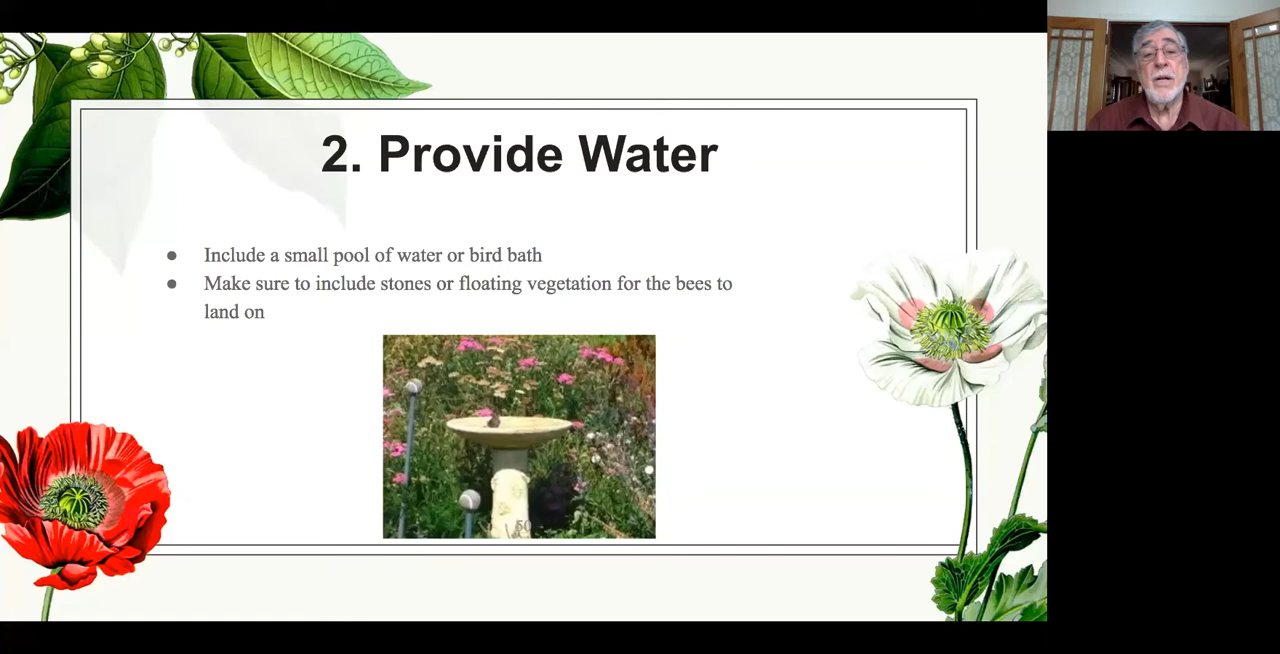 2. Provide Water
● Include a small pool of water or bird bath
● Make sure to include stones or floating vegetation for the bees to
land on